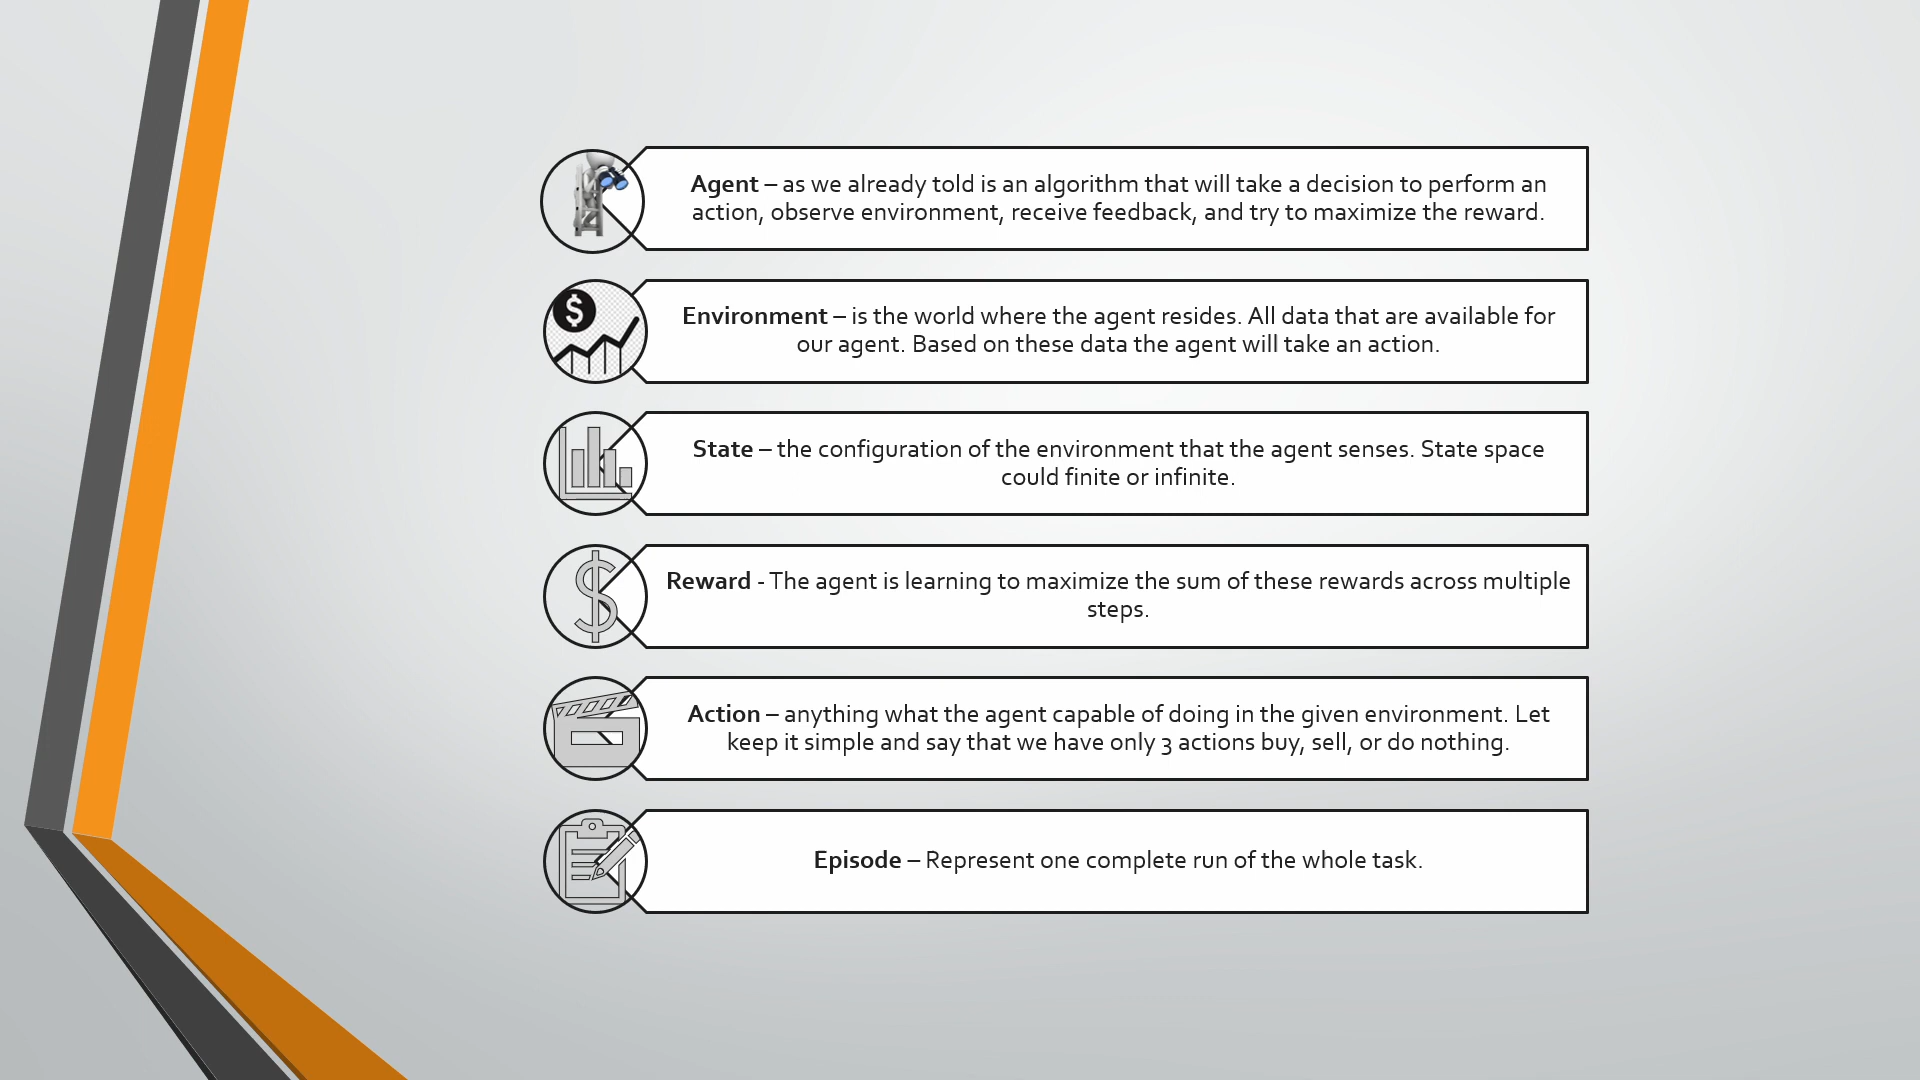 Agent – as we already told is an algorithm that will take a decision to perform an
action, observe environment, receive feedback, and try to maximize the reward.
Environment – is the world where the agent resides. All data that are available for
our agent. Based on these data the agent will take an action.
State – the configuration of the environment that the agent senses. State space
could finite or infinite.
Reward - The agent is learning to maximize the sum of these rewards across multiple
steps.
Action – anything what the agent capable of doing in the given environment. Let
keep it simple and say that we have only 3 actions buy, sell, or do nothing.
Episode – Represent one complete run of the whole task.